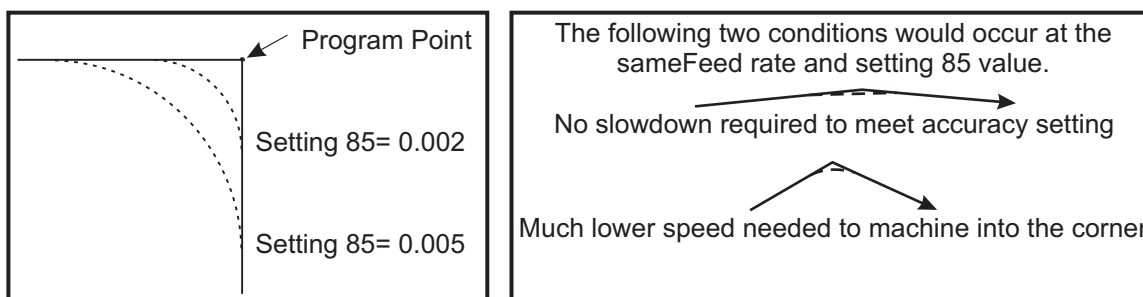 Program Point
Setting 85= 0.002
Setting 85= 0.005
The following two conditions would occur at the
sameFeed rate and setting 85 value.
No slowdown required to meet accuracy setting
Much lower speed needed to machine into the corner